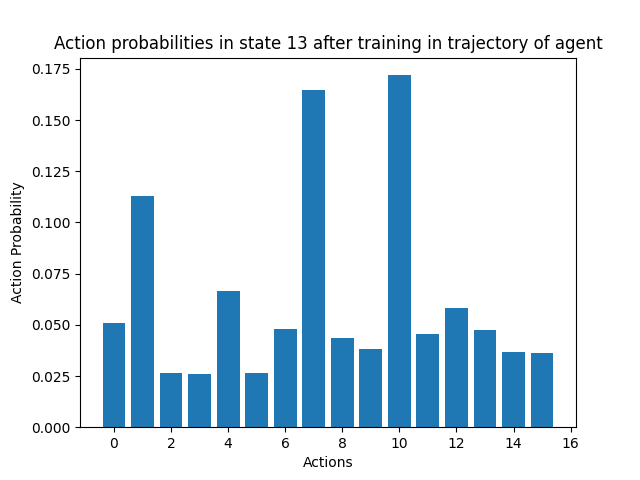 Action probabilities in state 13 after training in trajectory of agent
0.175
0.150
0.125
0.100
0.075
0.050
0.025
0.000
Action Probability
0 2 4 6 8 10 12 14 16
Actions